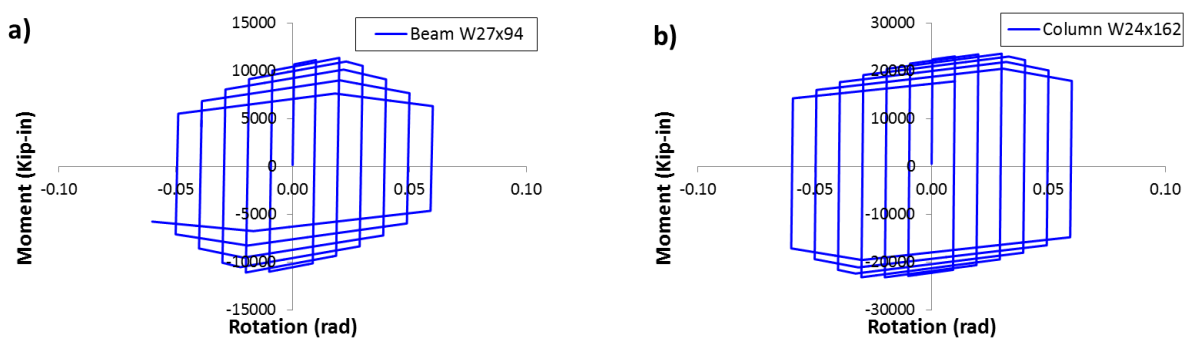 a)
Beam W27x94
15000
10000
5000
0
-5000
-10000
-15000
-0.10 -0.05 0.00 0.05 0.10
Moment (Kip-in)
Rotation (rad)
b)
Column W24x162
30000
20000
10000
0
-10000
-20000
-30000
-0.10 -0.05 0.00 0.05 0.10
Moment (Kip-in)
Rotation (rad)